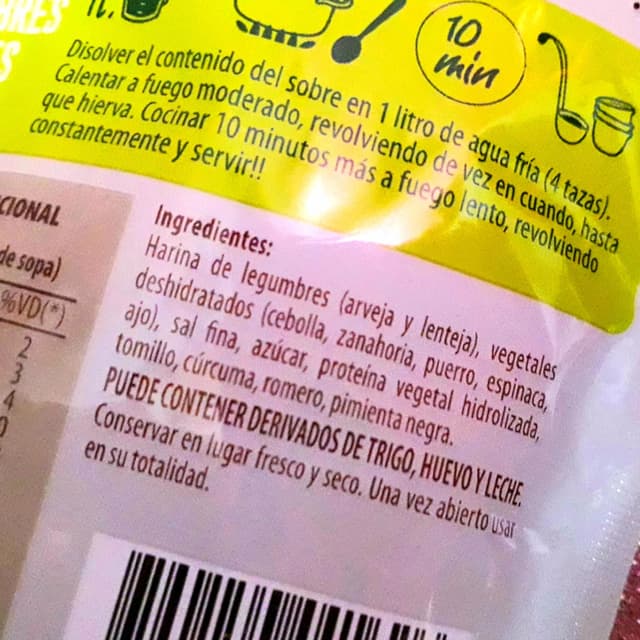 1L.
10
min
Disolver el contenido del sobre en 1 litro de agua fría (4 tazas).
Calentar a fuego moderado, revolviendo de vez en cuando, hasta
que hierva. Cocinar 10 minutos más a fuego lento, revolviendo
constantemente y servir!!
CIONAL
de sopa)
%VD(*)
2
3
4
0
Ingredientes:
Harina de legumbres (arveja y lenteja), vegetales
deshidratados (cebolla, zanahoria, puerro, espinaca,
ajo), sal fina, azúcar, proteína vegetal hidrolizada,
tomillo, cúrcuma, romero, pimienta negra.
PUEDE CONTENER DERIVADOS DE TRIGO, HUEVO Y LECHE.
Conservar en lugar fresco y seco. Una vez abierto usar
en su totalidad.